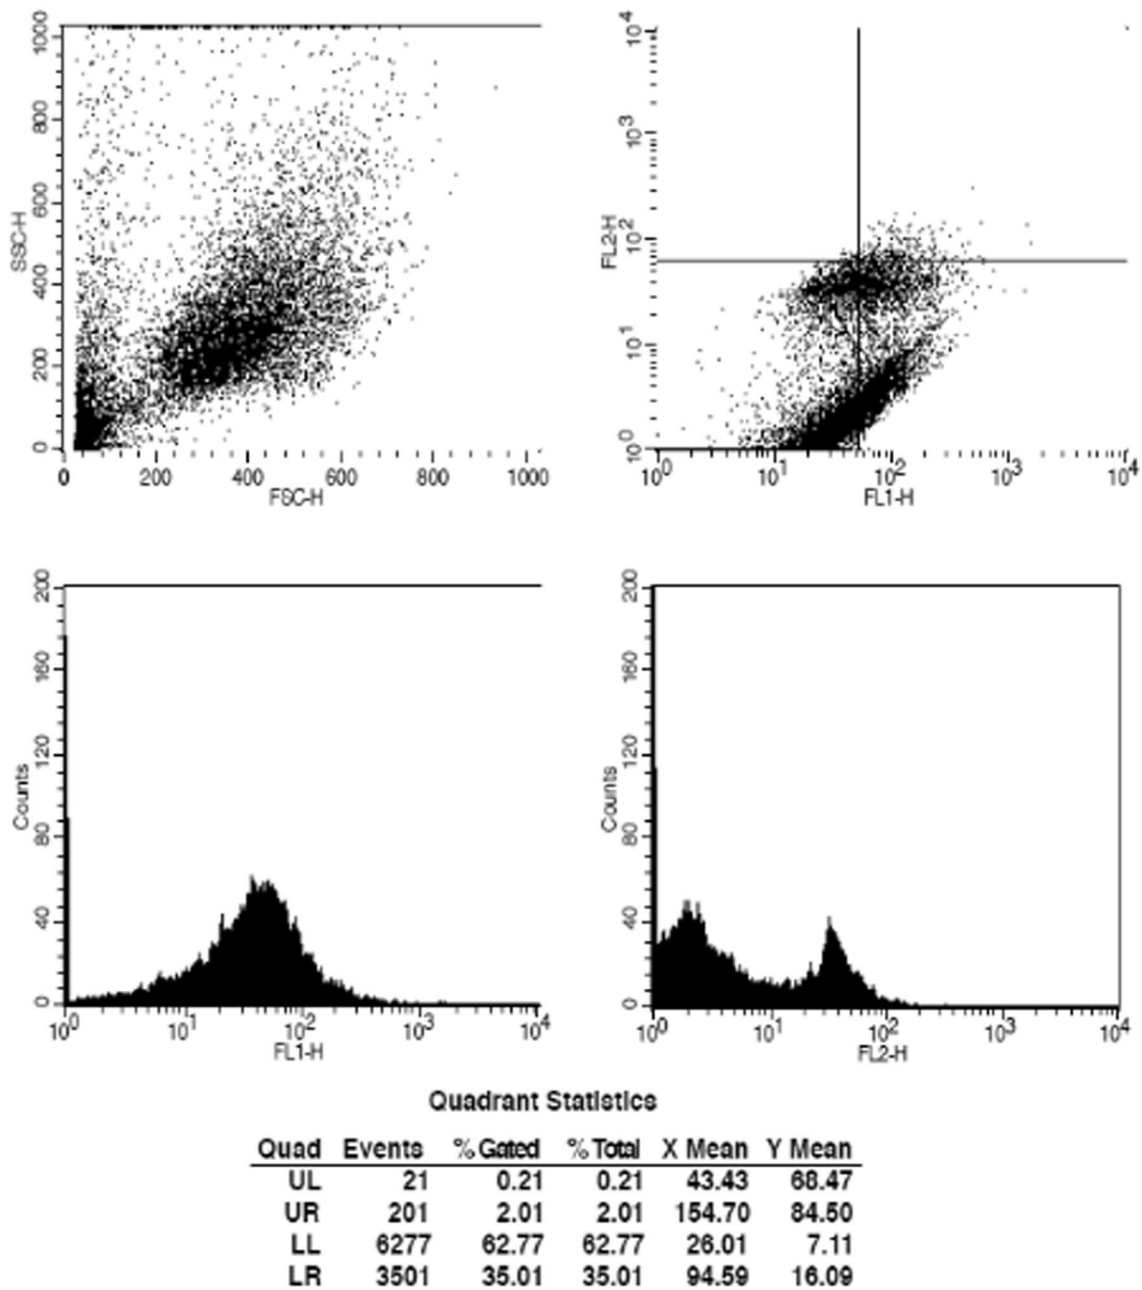 1000
800
600
400
200
0
SSC-H
0 200 400 600 800 1000
FSC-H
10^4
10^3
10^2
10^1
10^0
FL2-H
10^0 10^1 10^2 10^3 10^4
FL1-H
200
160
120
80
40
0
Counts
10^0 10^1 10^2 10^3 10^4
FL1-H
200
160
120
80
40
0
Counts
10^0 10^1 10^2 10^3 10^4
FL2-H
Quadrant Statistics
Quad Events % Gated % Total X Mean Y Mean
UL 21 0.21 0.21 43.43 68.47
UR 201 2.01 2.01 154.70 84.50
LL 6277 62.77 62.77 26.01 7.11
LR 3501 35.01 35.01 94.59 16.09